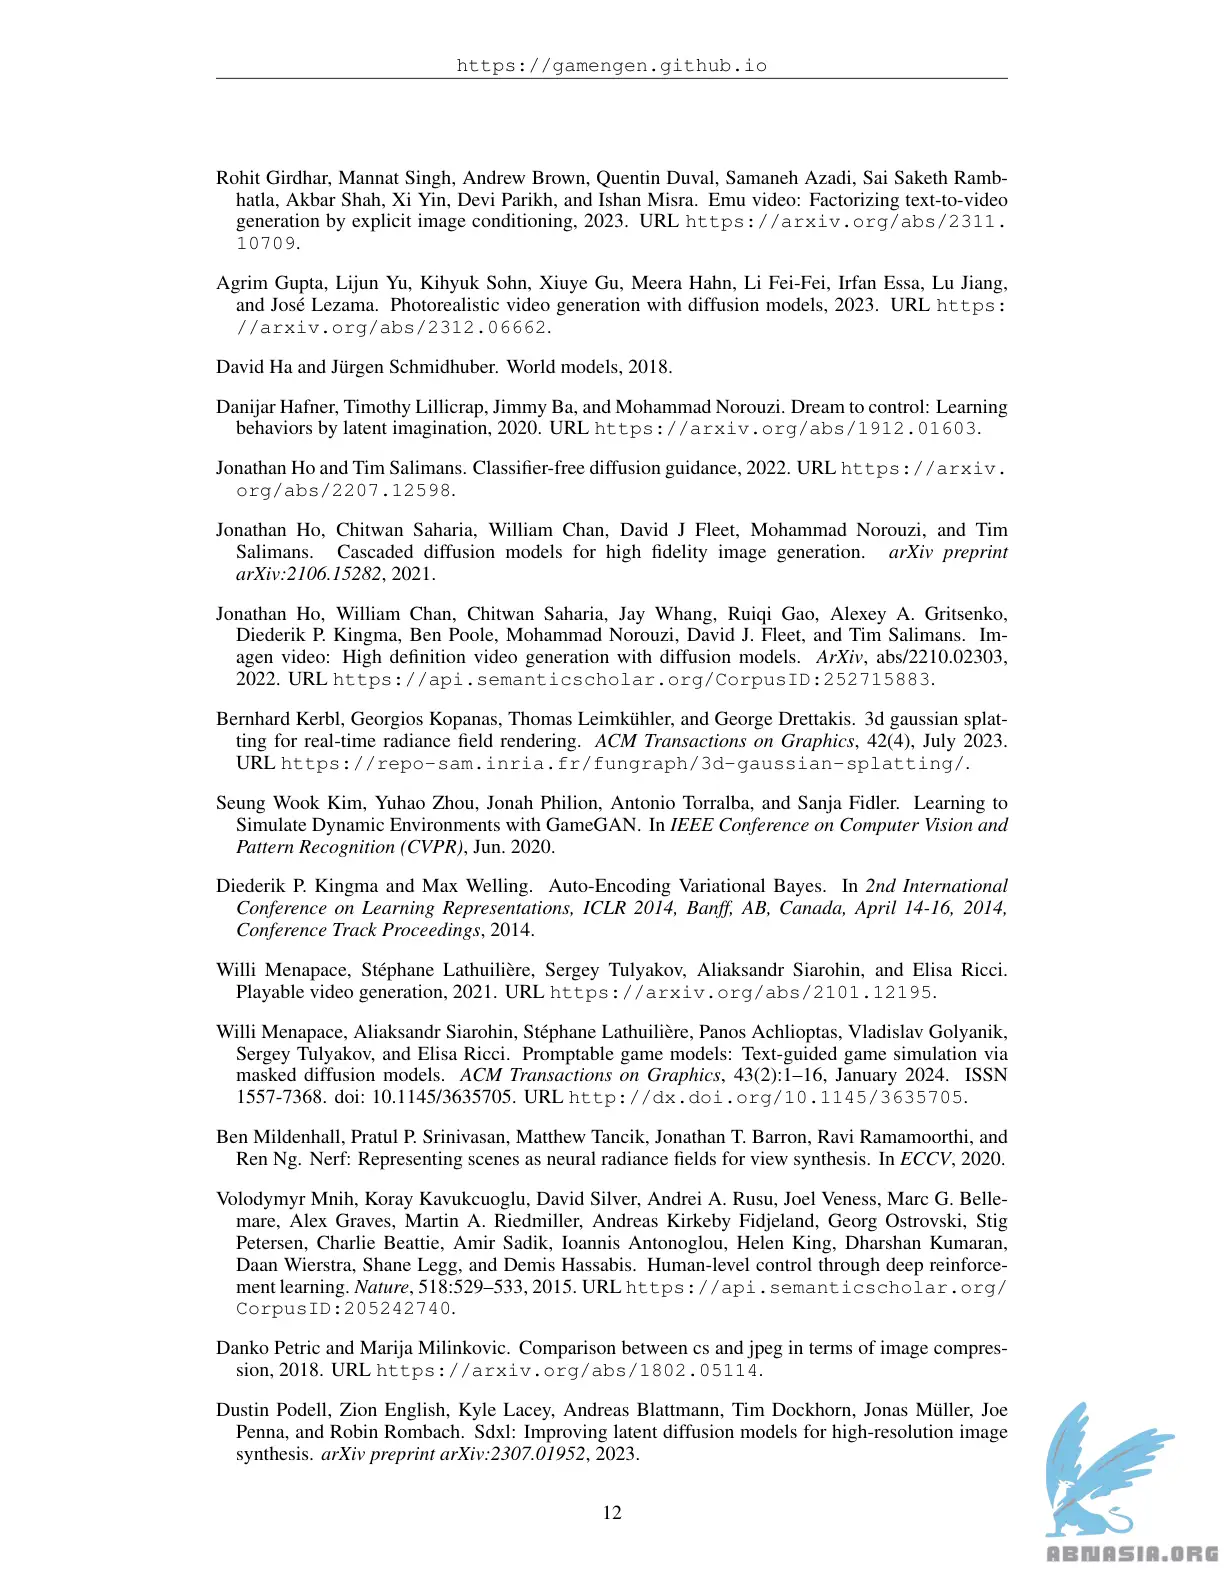 https://gamengen.github.io
Rohit Girdhar, Mannat Singh, Andrew Brown, Quentin Duval, Samaneh Azadi, Sai Saketh Ramb-
hatla, Akbar Shah, Xi Yin, Devi Parikh, and Ishan Misra. Emu video: Factorizing text-to-video
generation by explicit image conditioning, 2023. URL https://arxiv.org/abs/2311.
10709.
Agrim Gupta, Lijun Yu, Kihyuk Sohn, Xiuye Gu, Meera Hahn, Li Fei-Fei, Irfan Essa, Lu Jiang,
and José Lezama. Photorealistic video generation with diffusion models, 2023. URL https:
//arxiv.org/abs/2312.06662.
David Ha and Jürgen Schmidhuber. World models, 2018.
Danijar Hafner, Timothy Lillicrap, Jimmy Ba, and Mohammad Norouzi. Dream to control: Learning
behaviors by latent imagination, 2020. URL https://arxiv.org/abs/1912.01603.
Jonathan Ho and Tim Salimans. Classifier-free diffusion guidance, 2022. URL https://arxiv.
org/abs/2207.12598.
Jonathan Ho, Chitwan Saharia, William Chan, David J Fleet, Mohammad Norouzi, and Tim
Salimans. Cascaded diffusion models for high fidelity image generation. arXiv preprint
arXiv:2106.15282, 2021.
Jonathan Ho, William Chan, Chitwan Saharia, Jay Whang, Ruiqi Gao, Alexey A. Gritsenko,
Diederik P. Kingma, Ben Poole, Mohammad Norouzi, David J. Fleet, and Tim Salimans. Im-
agen video: High definition video generation with diffusion models. ArXiv, abs/2210.02303,
2022. URL https://api.semanticscholar.org/CorpusID:252715883.
Bernhard Kerbl, Georgios Kopanas, Thomas Leimkühler, and George Drettakis. 3d gaussian splat-
ting for real-time radiance field rendering. ACM Transactions on Graphics, 42(4), July 2023.
URL https://repo-sam.inria.fr/fungraph/3d-gaussian-splatting/.
Seung Wook Kim, Yuhao Zhou, Jonah Philion, Antonio Torralba, and Sanja Fidler. Learning to
Simulate Dynamic Environments with GameGAN. In IEEE Conference on Computer Vision and
Pattern Recognition (CVPR), Jun. 2020.
Diederik P. Kingma and Max Welling. Auto-Encoding Variational Bayes. In 2nd International
Conference on Learning Representations, ICLR 2014, Banff, AB, Canada, April 14-16, 2014,
Conference Track Proceedings, 2014.
Willi Menapace, Stéphane Lathuilière, Sergey Tulyakov, Aliaksandr Siarohin, and Elisa Ricci.
Playable video generation, 2021. URL https://arxiv.org/abs/2101.12195.
Willi Menapace, Aliaksandr Siarohin, Stéphane Lathuilière, Panos Achlioptas, Vladislav Golyanik,
Sergey Tulyakov, and Elisa Ricci. Promptable game models: Text-guided game simulation via
masked diffusion models. ACM Transactions on Graphics, 43(2):1–16, January 2024. ISSN
1557-7368. doi: 10.1145/3635705. URL http://dx.doi.org/10.1145/3635705.
Ben Mildenhall, Pratul P. Srinivasan, Matthew Tancik, Jonathan T. Barron, Ravi Ramamoorthi, and
Ren Ng. Nerf: Representing scenes as neural radiance fields for view synthesis. In ECCV, 2020.
Volodymyr Mnih, Koray Kavukcuoglu, David Silver, Andrei A. Rusu, Joel Veness, Marc G. Belle-
mare, Alex Graves, Martin A. Riedmiller, Andreas Kirkeby Fidjeland, Georg Ostrovski, Stig
Petersen, Charlie Beattie, Amir Sadik, Ioannis Antonoglou, Helen King, Dharshan Kumaran,
Daan Wierstra, Shane Legg, and Demis Hassabis. Human-level control through deep reinforce-
ment learning. Nature, 518:529–533, 2015. URL https://api.semanticscholar.org/
CorpusID:205242740.
Danko Petric and Marija Milinkovic. Comparison between cs and jpeg in terms of image compres-
sion, 2018. URL https://arxiv.org/abs/1802.05114.
Dustin Podell, Zion English, Kyle Lacey, Andreas Blattmann, Tim Dockhorn, Jonas Müller, Joe
Penna, and Robin Rombach. Sdxl: Improving latent diffusion models for high-resolution image
synthesis. arXiv preprint arXiv:2307.01952, 2023.
12
ABNASIA.ORG